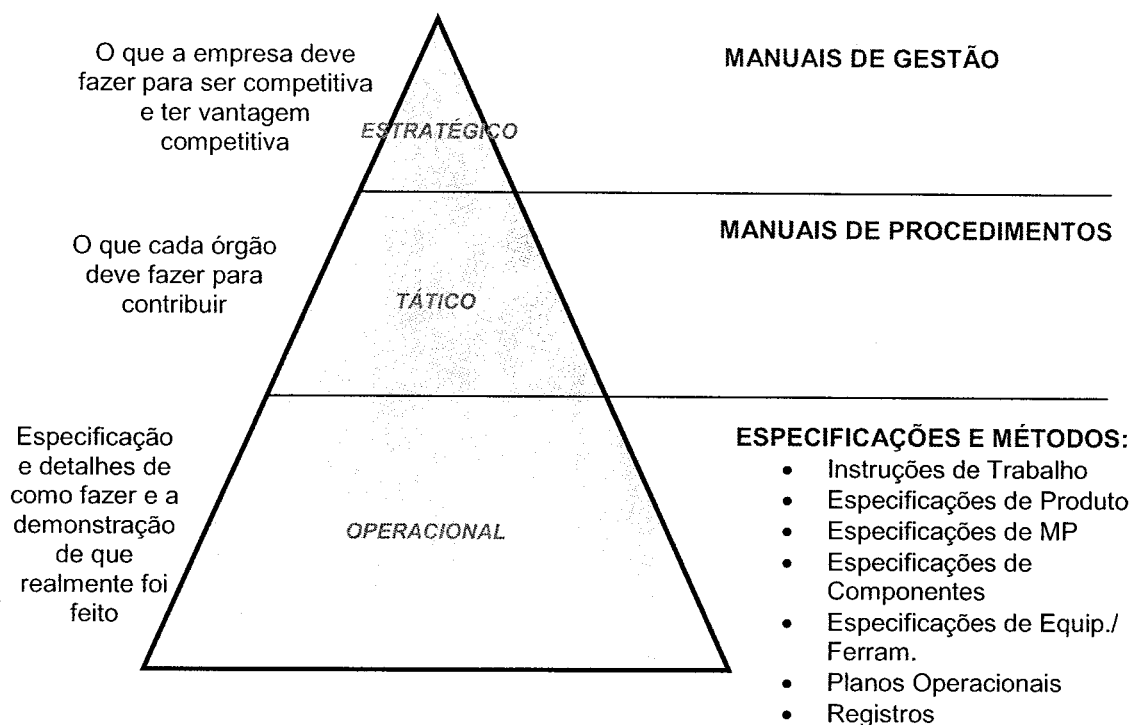 O que a empresa deve
fazer para ser competitiva
e ter vantagem
competitiva
ESTRATÉGICO
MANUAIS DE GESTÃO
O que cada órgão
deve fazer para
contribuir
TÁTICO
MANUAIS DE PROCEDIMENTOS
Especificação
e detalhes de
como fazer e a
demonstração
de que
realmente foi
feito
OPERACIONAL
ESPECIFICAÇÕES E MÉTODOS:
• Instruções de Trabalho
• Especificações de Produto
• Especificações de MP
• Especificações de
Componentes
• Especificações de Equip./
Ferram.
• Planos Operacionais
• Registros